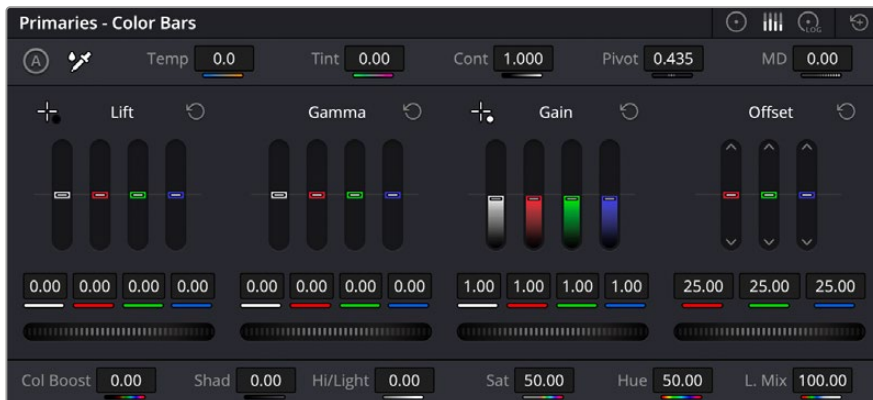 Primaries - Color Bars
LOG
A Temp 0.0 Tint 0.00 Cont 1.000 Pivot 0.435 MD 0.00
Lift Gamma Gain Offset
0.00 0.00 0.00 0.00 0.00 0.00 0.00 0.00 1.00 1.00 1.00 1.00 25.00 25.00 25.00
Col Boost 0.00 Shad 0.00 Hi/Light 0.00 Sat 50.00 Hue 50.00 L. Mix 100.00